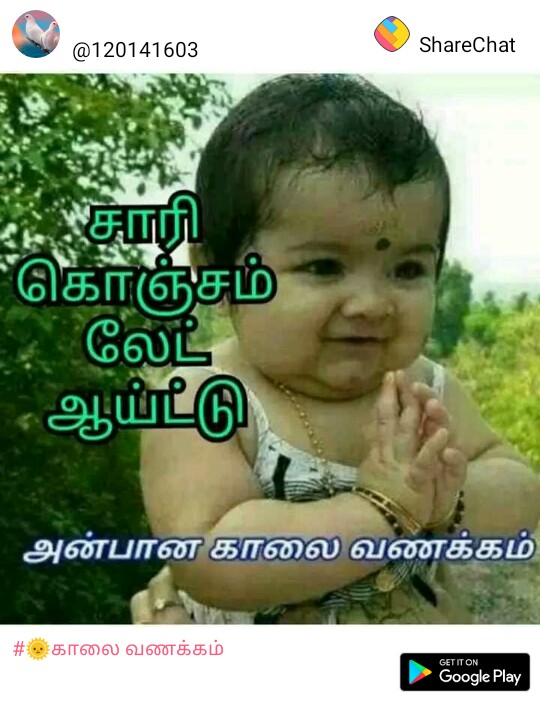 @120141603
ShareChat
சாரி
கொஞ்சம்
லேட்
ஆய்ட்டு
அன்பான காலை வணக்கம்
#🌞காலை வணக்கம்
GET IT ON
Google Play